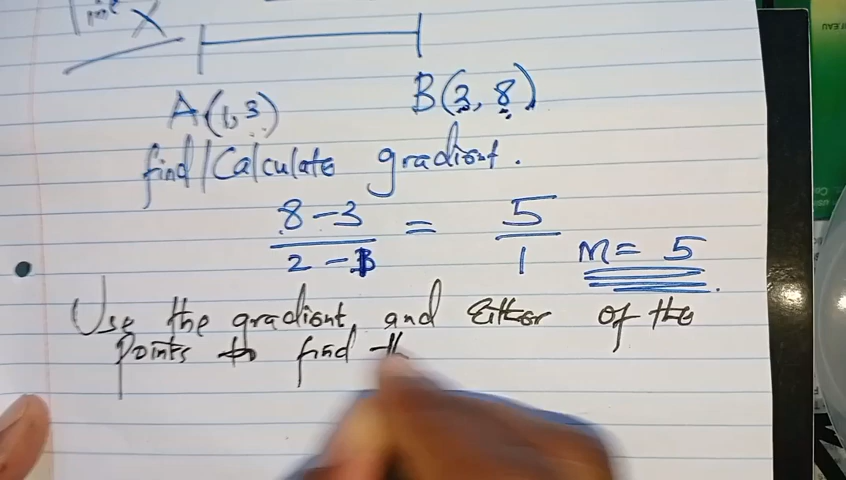 X
A(1,3) B(3, 8)
find/Calculate gradient.
8-3 = 5
2-1 1 M= 5
Use the gradient and Either of the
Points to find